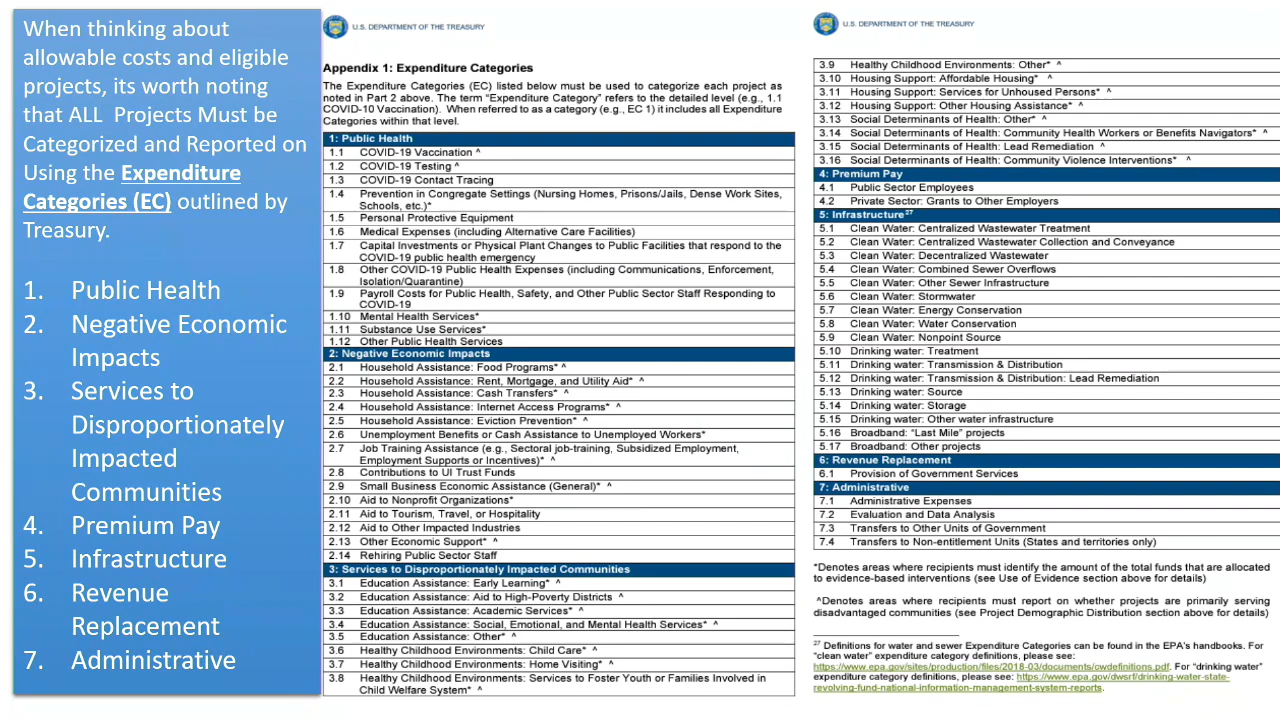 When thinking about
allowable costs and eligible
projects, its worth noting
that ALL Projects Must be
Categorized and Reported on
Using the Expenditure
Categories (EC) outlined by
Treasury.
1. Public Health
2. Negative Economic
Impacts
3. Services to
Disproportionately
Impacted
Communities
4. Premium Pay
5. Infrastructure
6. Revenue
Replacement
7. Administrative
U.S. DEPARTMENT OF THE TREASURY
Appendix 1: Expenditure Categories
The Expenditure Categories (EC) listed below must be used to categorize each project as
noted in Part 2 above. The term "Expenditure Category" refers to the detailed level (e.g., 1.1
COVID-10 Vaccination). When referred to as a category (e.g., EC 1) it includes all Expenditure
Categories within that level.
1: Public Health
1.1 COVID-19 Vaccination ^
1.2 COVID-19 Testing ^
1.3 COVID-19 Contact Tracing
1.4 Prevention in Congregate Settings (Nursing Homes, Prisons/Jails, Dense Work Sites,
Schools, etc.)*
1.5 Personal Protective Equipment
1.6 Medical Expenses (including Alternative Care Facilities)
1.7 Capital Investments or Physical Plant Changes to Public Facilities that respond to the
COVID-19 public health emergency
1.8 Other COVID-19 Public Health Expenses (including Communications, Enforcement,
Isolation/Quarantine)
1.9 Payroll Costs for Public Health, Safety, and Other Public Sector Staff Responding to
COVID-19
1.10 Mental Health Services*
1.11 Substance Use Services*
1.12 Other Public Health Services
2: Negative Economic Impacts
2.1 Household Assistance: Food Programs* ^
2.2 Household Assistance: Rent, Mortgage, and Utility Aid* ^
2.3 Household Assistance: Cash Transfers* ^
2.4 Household Assistance: Internet Access Programs* ^
2.5 Household Assistance: Eviction Prevention* ^
2.6 Unemployment Benefits or Cash Assistance to Unemployed Workers*
2.7 Job Training Assistance (e.g., Sectoral job-training, Subsidized Employment,
Employment Supports or Incentives)* ^
2.8 Contributions to UI Trust Funds
2.9 Small Business Economic Assistance (General)* ^
2.10 Aid to Nonprofit Organizations*
2.11 Aid to Tourism, Travel, or Hospitality
2.12 Aid to Other Impacted Industries
2.13 Other Economic Support* ^
2.14 Rehiring Public Sector Staff
3: Services to Disproportionately Impacted Communities
3.1 Education Assistance: Early Learning* ^
3.2 Education Assistance: Aid to High-Poverty Districts ^
3.3 Education Assistance: Academic Services* ^
3.4 Education Assistance: Social, Emotional, and Mental Health Services* ^
3.5 Education Assistance: Other* ^
3.6 Healthy Childhood Environments: Child Care* ^
3.7 Healthy Childhood Environments: Home Visiting* ^
3.8 Healthy Childhood Environments: Services to Foster Youth or Families Involved in
Child Welfare System* ^
U.S. DEPARTMENT OF THE TREASURY
3.9 Healthy Childhood Environments: Other* ^
3.10 Housing Support: Affordable Housing* ^
3.11 Housing Support: Services for Unhoused Persons* ^
3.12 Housing Support: Other Housing Assistance* ^
3.13 Social Determinants of Health: Other* ^
3.14 Social Determinants of Health: Community Health Workers or Benefits Navigators* ^
3.15 Social Determinants of Health: Lead Remediation ^
3.16 Social Determinants of Health: Community Violence Interventions* ^
4: Premium Pay
4.1 Public Sector Employees
4.2 Private Sector: Grants to Other Employers
5: Infrastructure27
5.1 Clean Water: Centralized Wastewater Treatment
5.2 Clean Water: Centralized Wastewater Collection and Conveyance
5.3 Clean Water: Decentralized Wastewater
5.4 Clean Water: Combined Sewer Overflows
5.5 Clean Water: Other Sewer Infrastructure
5.6 Clean Water: Stormwater
5.7 Clean Water: Energy Conservation
5.8 Clean Water: Water Conservation
5.9 Clean Water: Nonpoint Source
5.10 Drinking water: Treatment
5.11 Drinking water: Transmission & Distribution
5.12 Drinking water: Transmission & Distribution: Lead Remediation
5.13 Drinking water: Source
5.14 Drinking water: Storage
5.15 Drinking water: Other water infrastructure
5.16 Broadband: "Last Mile" projects
5.17 Broadband: Other projects
6: Revenue Replacement
6.1 Provision of Government Services
7: Administrative
7.1 Administrative Expenses
7.2 Evaluation and Data Analysis
7.3 Transfers to Other Units of Government
7.4 Transfers to Non-entitlement Units (States and territories only)
*Denotes areas where recipients must identify the amount of the total funds that are allocated
to evidence-based interventions (see Use of Evidence section above for details)
^Denotes areas where recipients must report on whether projects are primarily serving
disadvantaged communities (see Project Demographic Distribution section above for details)
27 Definitions for water and sewer Expenditure Categories can be found in the EPA's handbooks. For
"clean water" expenditure category definitions, please see:
https://www.epa.gov/sites/production/files/2018-03/documents/cwdefinitions.pdf. For "drinking water"
expenditure category definitions, please see: https://www.epa.gov/dwsrf/drinking-water-state-
revolving-fund-national-information-management-system-reports.